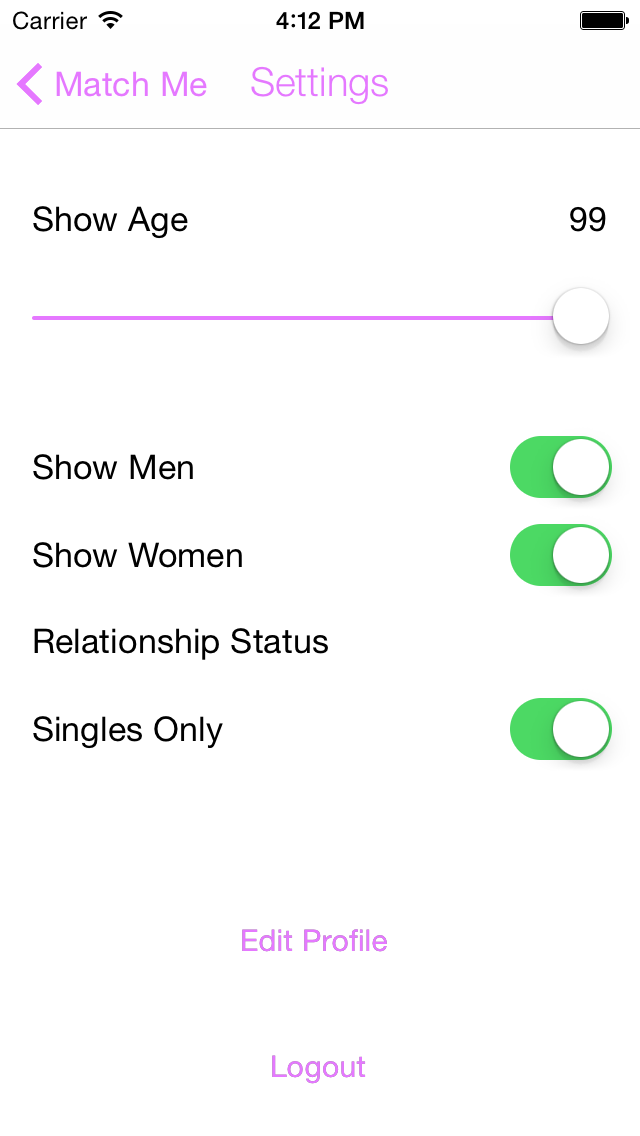 Carrier 4:12 PM
Match Me Settings
Show Age 99
Show Men
Show Women
Relationship Status
Singles Only
Edit Profile
Logout